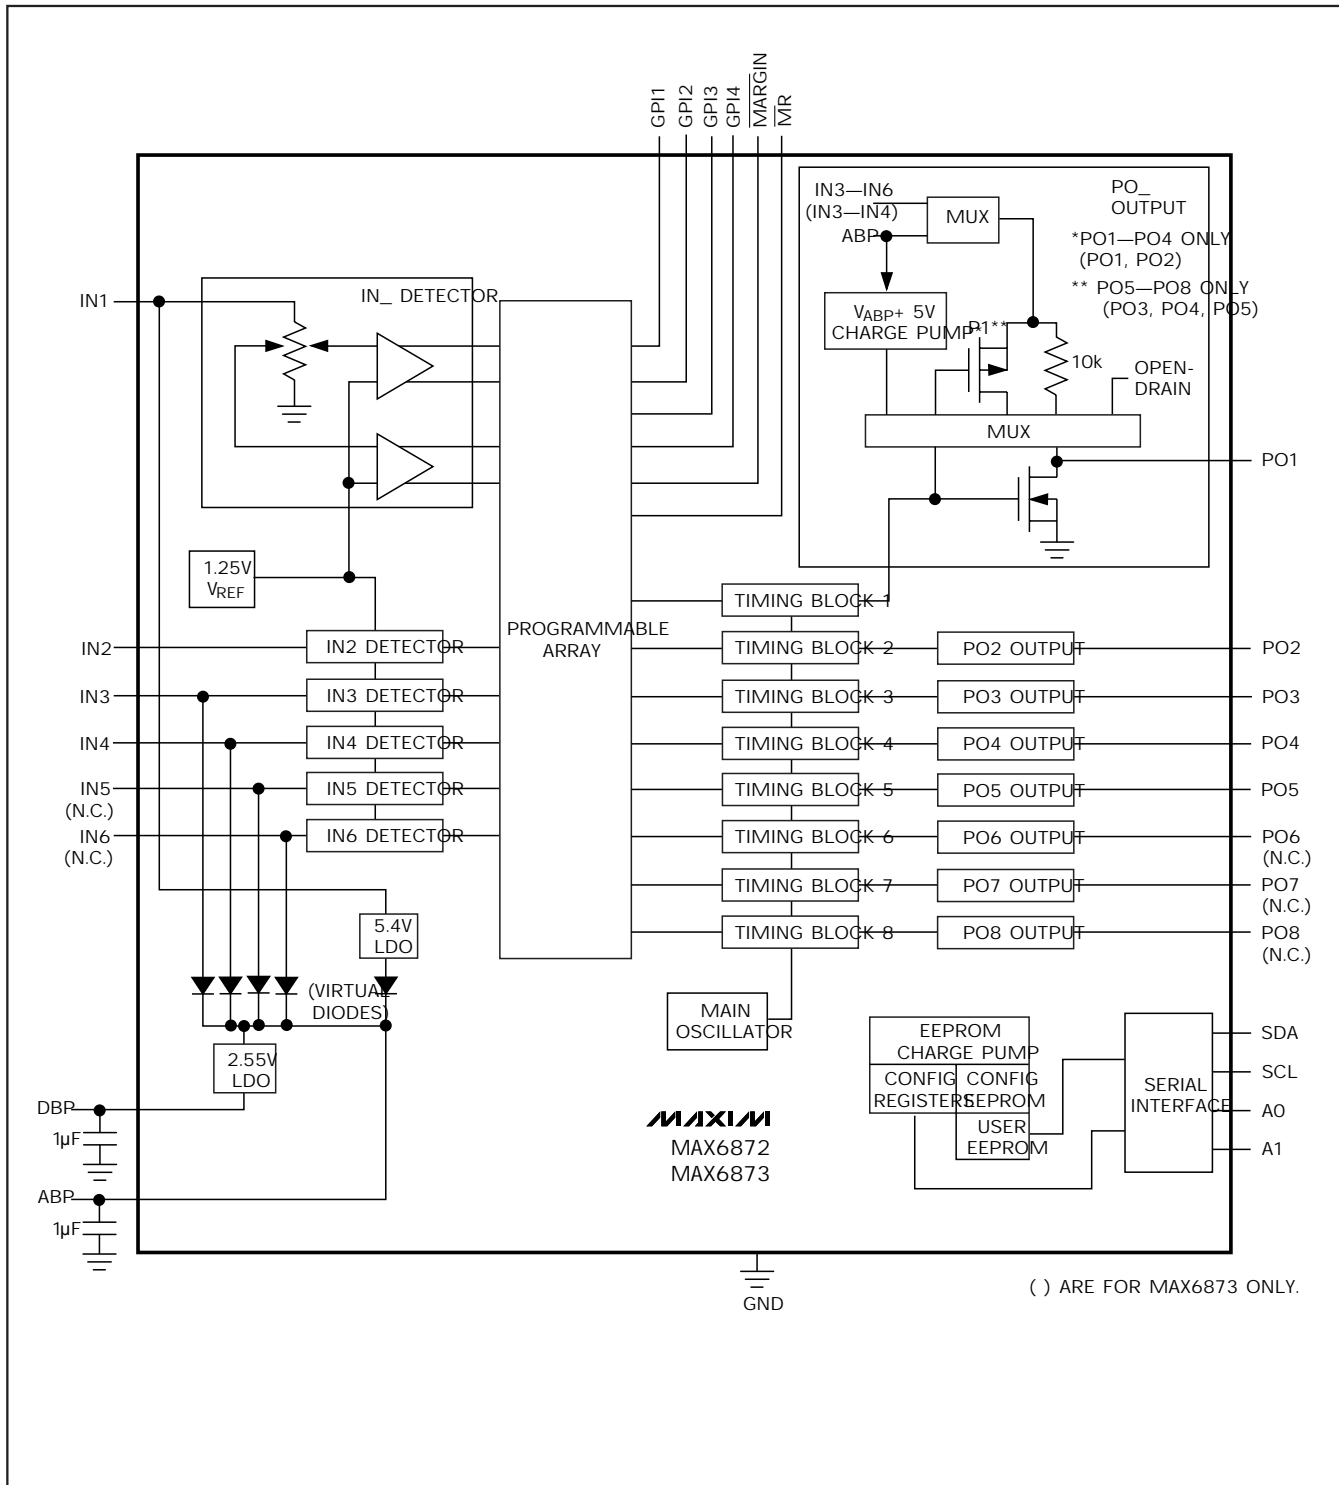 GPI1
GPI2
GPI3
GPI4
MARGIN
MR
IN3—IN6
(IN3—IN4)
ABP
MUX
PO_
OUTPUT
*PO1—PO4 ONLY
(PO1, PO2)
** PO5—PO8 ONLY
(PO3, PO4, PO5)
VABP+ 5V
CHARGE PUMP*
P1**
10k
OPEN-
DRAIN
MUX
PO1
IN1
IN_ DETECTOR
1.25V
VREF
PROGRAMMABLE
ARRAY
TIMING BLOCK 1
IN2
IN2 DETECTOR
TIMING BLOCK 2
PO2 OUTPUT
PO2
IN3
IN3 DETECTOR
TIMING BLOCK 3
PO3 OUTPUT
PO3
IN4
IN4 DETECTOR
TIMING BLOCK 4
PO4 OUTPUT
PO4
IN5
(N.C.)
IN5 DETECTOR
TIMING BLOCK 5
PO5 OUTPUT
PO5
IN6
(N.C.)
IN6 DETECTOR
TIMING BLOCK 6
PO6 OUTPUT
PO6
(N.C.)
TIMING BLOCK 7
PO7 OUTPUT
PO7
(N.C.)
TIMING BLOCK 8
PO8 OUTPUT
PO8
(N.C.)
5.4V
LDO
(VIRTUAL
DIODES)
2.55V
LDO
MAIN
OSCILLATOR
EEPROM
CHARGE PUMP
CONFIG
REGISTERS
CONFIG
EEPROM
USER
EEPROM
SERIAL
INTERFACE
SDA
SCL
A0
A1
DBP
1µF
ABP
1µF
MAXIM
MAX6872
MAX6873
GND
( ) ARE FOR MAX6873 ONLY.